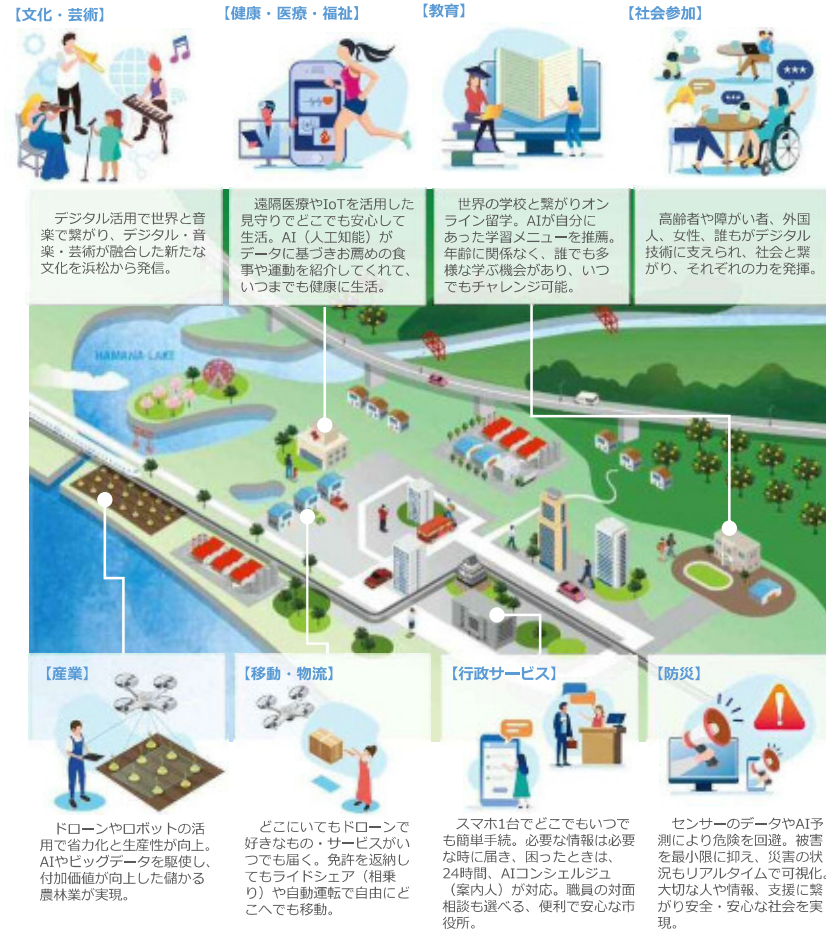 【文化・芸術】
デジタル活用で世界と音
楽で繋がり、デジタル・音
楽・芸術が融合した新たな
文化を浜松から発信。
【健康・医療・福祉】
遠隔医療やIoTを活用した
見守りでどこでも安心して
生活。AI（人工知能）が
データに基づきお薦めの食
事や運動を紹介してくれて、
いつまでも健康に生活。
【教育】
世界の学校と繋がりオン
ライン留学。AIが自分に
あった学習メニューを推薦。
年齢に関係なく、誰でも多
様な学ぶ機会があり、いつ
でもチャレンジ可能。
【社会参加】
高齢者や障がい者、外国
人、女性、誰もがデジタル
技術に支えられ、社会と繋
がり、それぞれの力を発揮。
HAMANA LAKE
【産業】
ドローンやロボットの活
用で省力化と生産性が向上。
AIやビッグデータを駆使し、
付加価値が向上した儲かる
農林業が実現。
【移動・物流】
どこにいてもドローンで
好きなもの・サービスがい
つでも届く。免許を返納し
てもライドシェア（相乗
り）や自動運転で自由にど
こへでも移動。
【行政サービス】
スマホ1台でどこでもいつで
も簡単手続。必要な情報は必要
な時に届き、困ったときは、
24時間、AIコンシェルジュ
（案内人）が対応。職員の対面
相談も選べる、便利で安心な市
役所。
【防災】
センサーのデータやAI予
測により危険を回避。被害
を最小限に抑え、災害の状
況もリアルタイムで可視化。
大切な人や情報、支援に繋
がり安全・安心な社会を実
現。